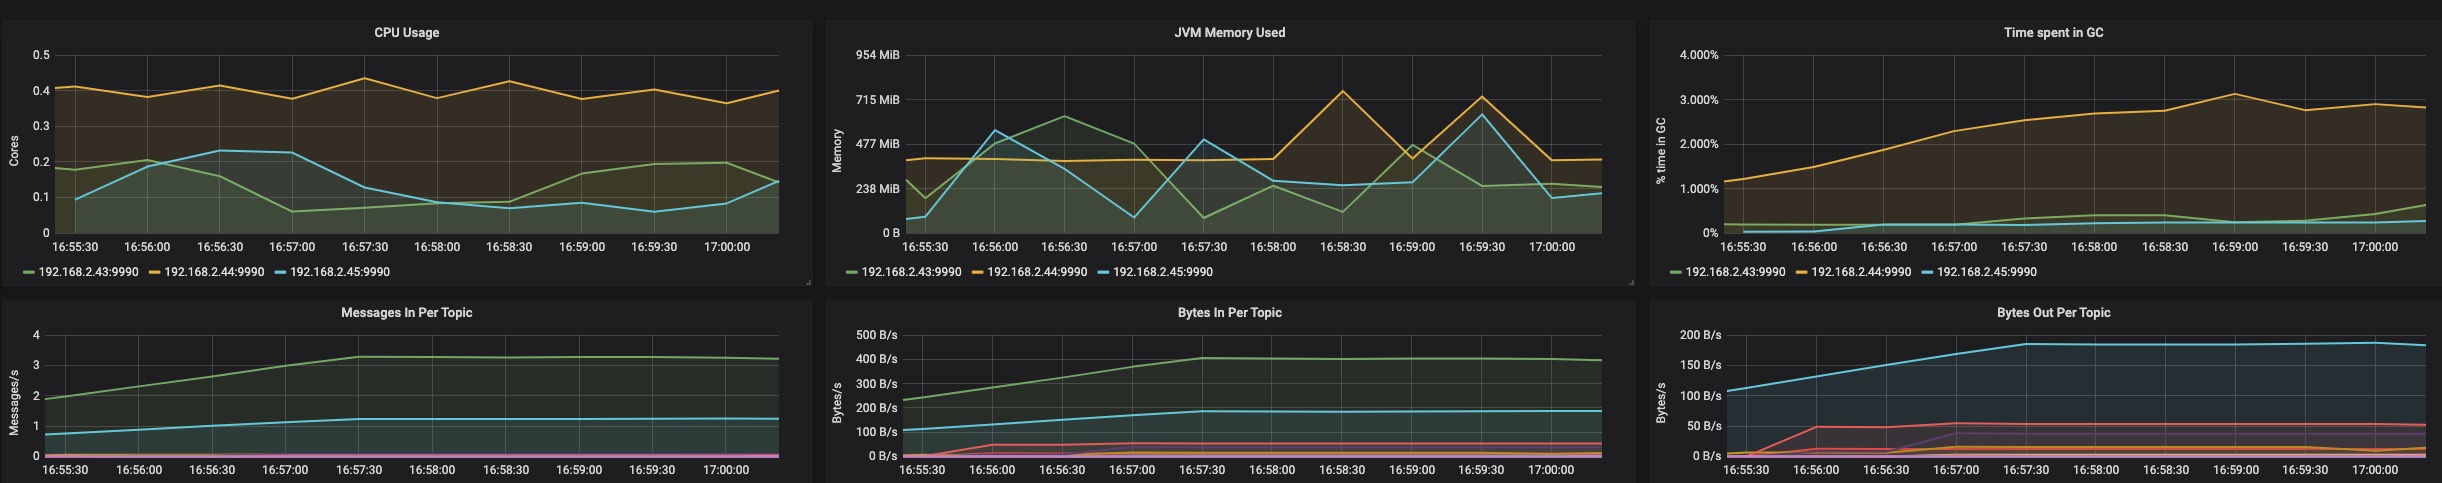 CPU Usage
0.5
0.4
0.3
0.2
0.1
0
Cores
16:55:30 16:56:00 16:56:30 16:57:00 16:57:30 16:58:00 16:58:30 16:59:00 16:59:30 17:00:00
192.168.2.43:9990 192.168.2.44:9990 192.168.2.45:9990
JVM Memory Used
954 MiB
715 MiB
477 MiB
238 MiB
0 B
Memory
16:55:30 16:56:00 16:56:30 16:57:00 16:57:30 16:58:00 16:58:30 16:59:00 16:59:30 17:00:00
192.168.2.43:9990 192.168.2.44:9990 192.168.2.45:9990
Time spent in GC
4.000%
3.000%
2.000%
1.000%
0%
% time in GC
16:55:30 16:56:00 16:56:30 16:57:00 16:57:30 16:58:00 16:58:30 16:59:00 16:59:30 17:00:00
192.168.2.43:9990 192.168.2.44:9990 192.168.2.45:9990
Messages In Per Topic
4
3
2
1
0
Messages/s
16:55:30 16:56:00 16:56:30 16:57:00 16:57:30 16:58:00 16:58:30 16:59:00 16:59:30 17:00:00
Bytes In Per Topic
500 B/s
400 B/s
300 B/s
200 B/s
100 B/s
0 B/s
Bytes/s
16:55:30 16:56:00 16:56:30 16:57:00 16:57:30 16:58:00 16:58:30 16:59:00 16:59:30 17:00:00
Bytes Out Per Topic
200 B/s
150 B/s
100 B/s
50 B/s
0 B/s
Bytes/s
16:55:30 16:56:00 16:56:30 16:57:00 16:57:30 16:58:00 16:58:30 16:59:00 16:59:30 17:00:00